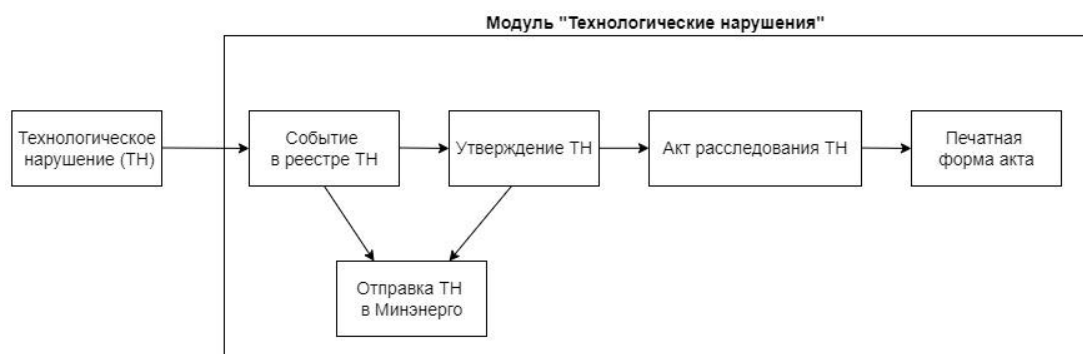 Модуль "Технологические нарушения"
Технологическое
нарушение (ТН)
Событие
в реестре ТН
Утверждение ТН
Акт расследования ТН
Печатная
форма акта
Отправка ТН
в Минэнерго